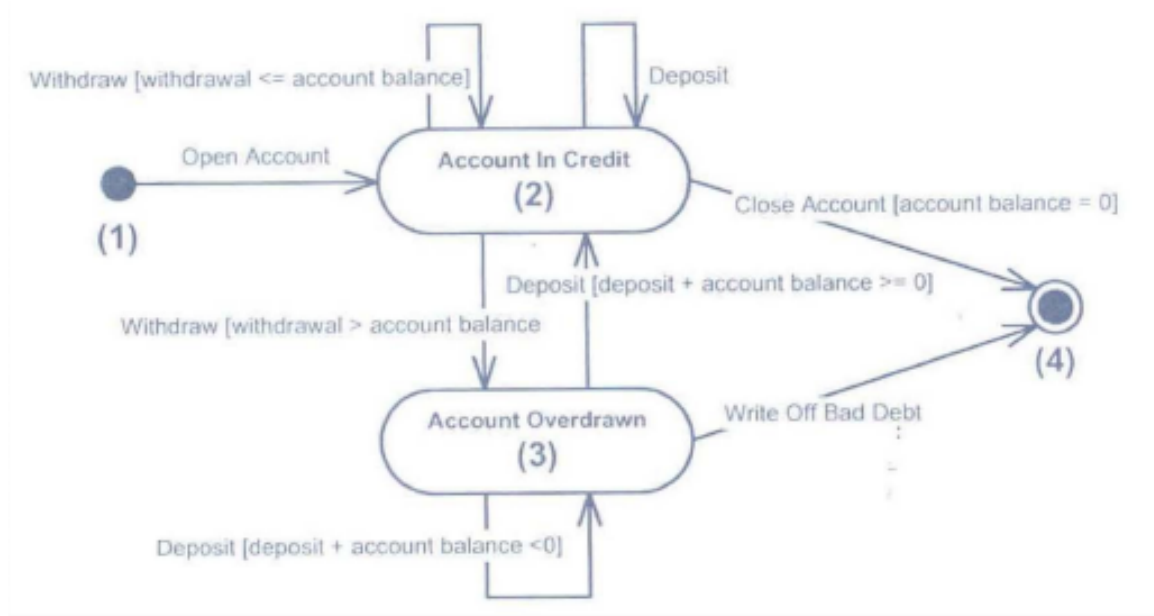 Withdraw [withdrawal <= account balance]
Deposit
Open Account
Account In Credit
(2)
(1)
Close Account [account balance = 0]
Deposit [deposit + account balance >= 0]
Withdraw [withdrawal > account balance
(4)
Account Overdrawn
(3)
Write Off Bad Debt
Deposit [deposit + account balance <0]